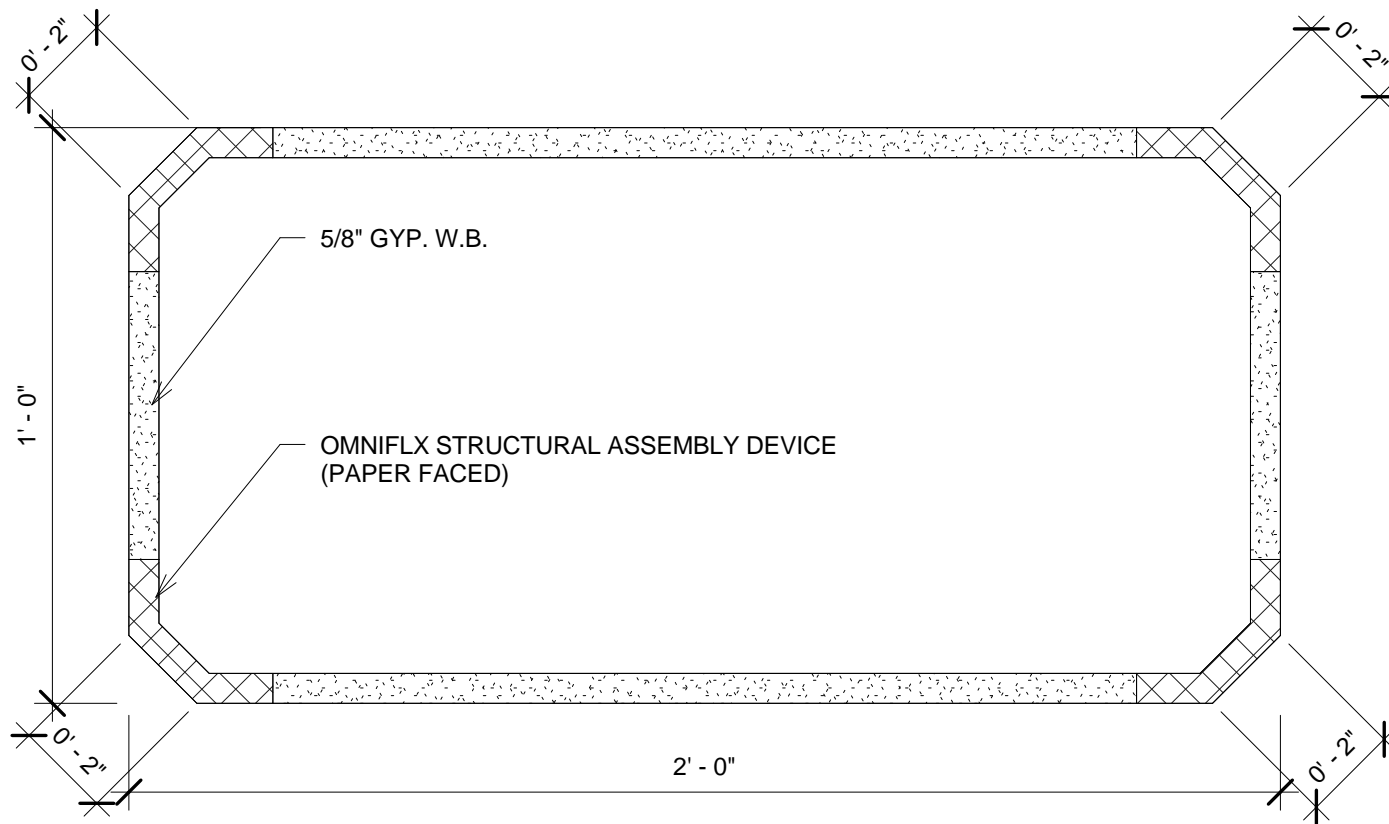 0' - 2"
0' - 2"
5/8" GYP. W.B.
1' - 0"
OMNIFLX STRUCTURAL ASSEMBLY DEVICE
(PAPER FACED)
0' - 2"
2' - 0"
0' - 2"